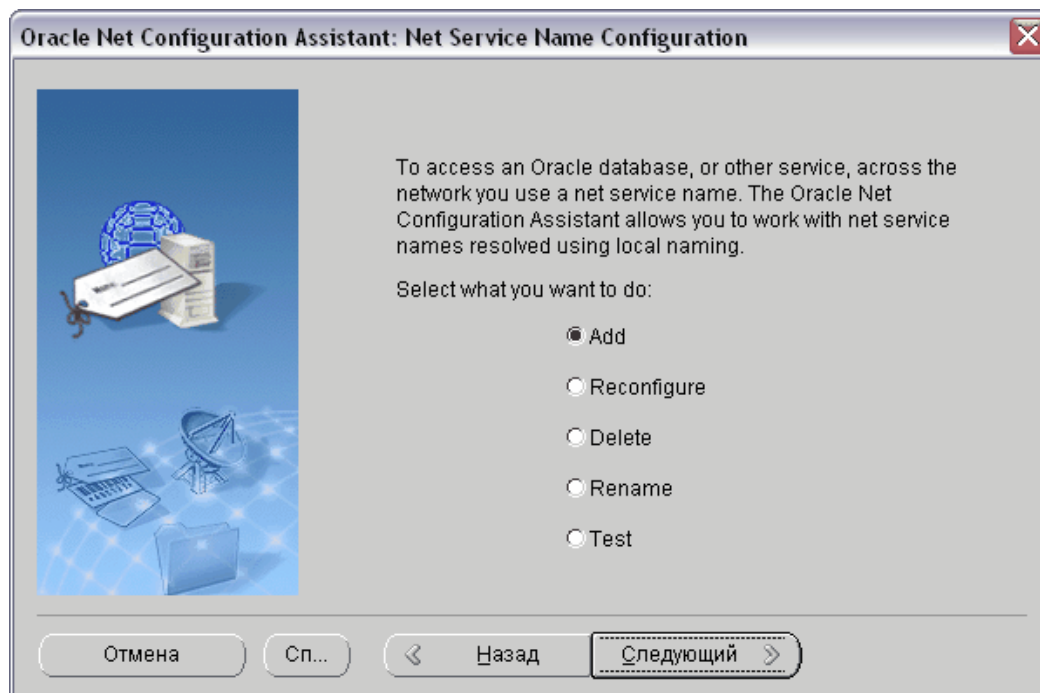 Oracle Net Configuration Assistant: Net Service Name Configuration
To access an Oracle database, or other service, across the
network you use a net service name. The Oracle Net
Configuration Assistant allows you to work with net service
names resolved using local naming.
Select what you want to do:
Add
Reconfigure
Delete
Rename
Test
Отмена
Сп...
Назад
Следующий